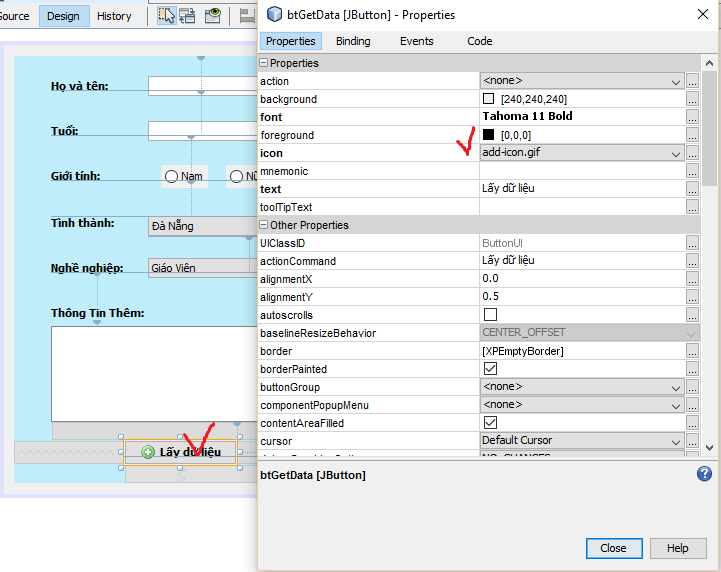 Source Design History
Họ và tên:
Tuổi:
Giới tính: Nam
Tình thành: Đà Nẵng
Nghề nghiệp: Giáo Viên
Thông Tin Thêm:
Lấy dữ liệu
btGetData [JButton] - Properties
Properties Binding Events Code
Properties
action <none> ...
background [240,240,240] ...
font Tahoma 11 Bold ...
foreground [0,0,0] ...
icon add-icon.gif ...
mnemonic ...
text Lấy dữ liệu ...
toolTipText ...
Other Properties
UIClassID ButtonUI ...
actionCommand Lấy dữ liệu ...
alignmentX 0.0 ...
alignmentY 0.5 ...
autoscrolls ...
baselineResizeBehavior CENTER_OFFSET ...
border [XPEmptyBorder] ...
borderPainted ...
buttonGroup <none> ...
componentPopupMenu <none> ...
contentAreaFilled ...
cursor Default Cursor ...
btGetData [JButton]
Close Help